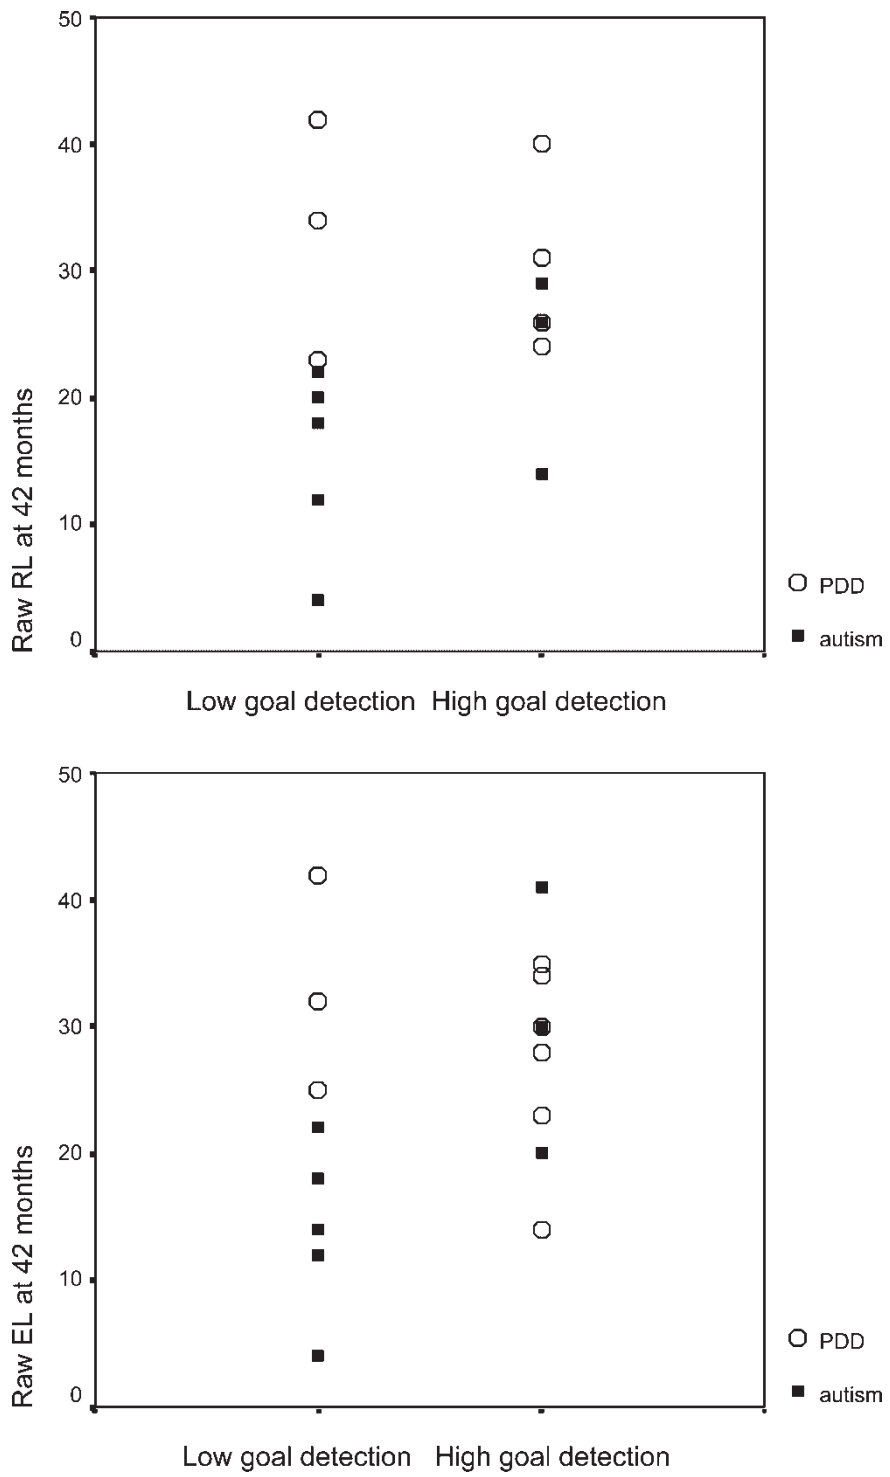 50
40
30
20
10
0
Raw RL at 42 months
PDD
autism
Low goal detection High goal detection
50
40
30
20
10
0
Raw EL at 42 months
PDD
autism
Low goal detection High goal detection